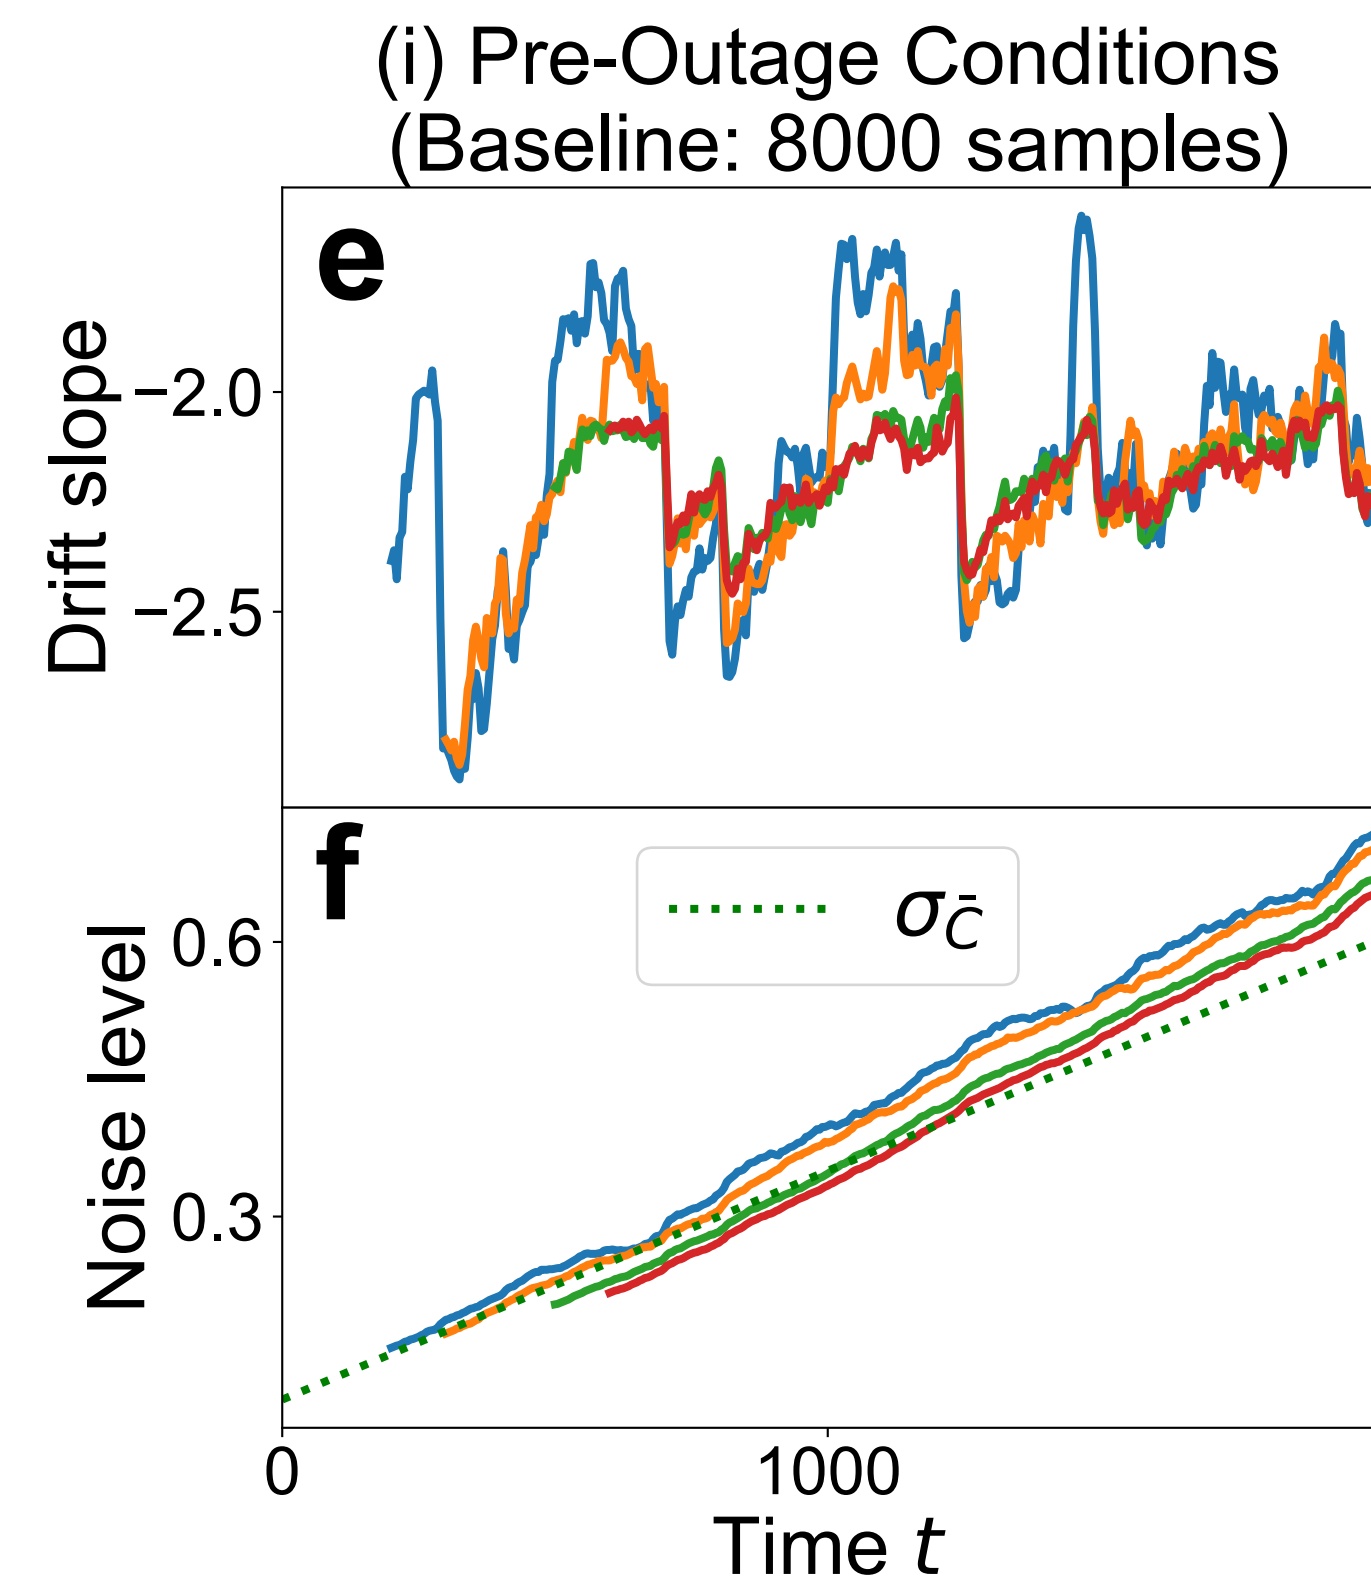 (i) Pre-Outage Conditions
(Baseline: 8000 samples)
e
Drift slope
−2.0
−2.5
f
σ_C̄
Noise level
0.6
0.3
0
1000
Time t